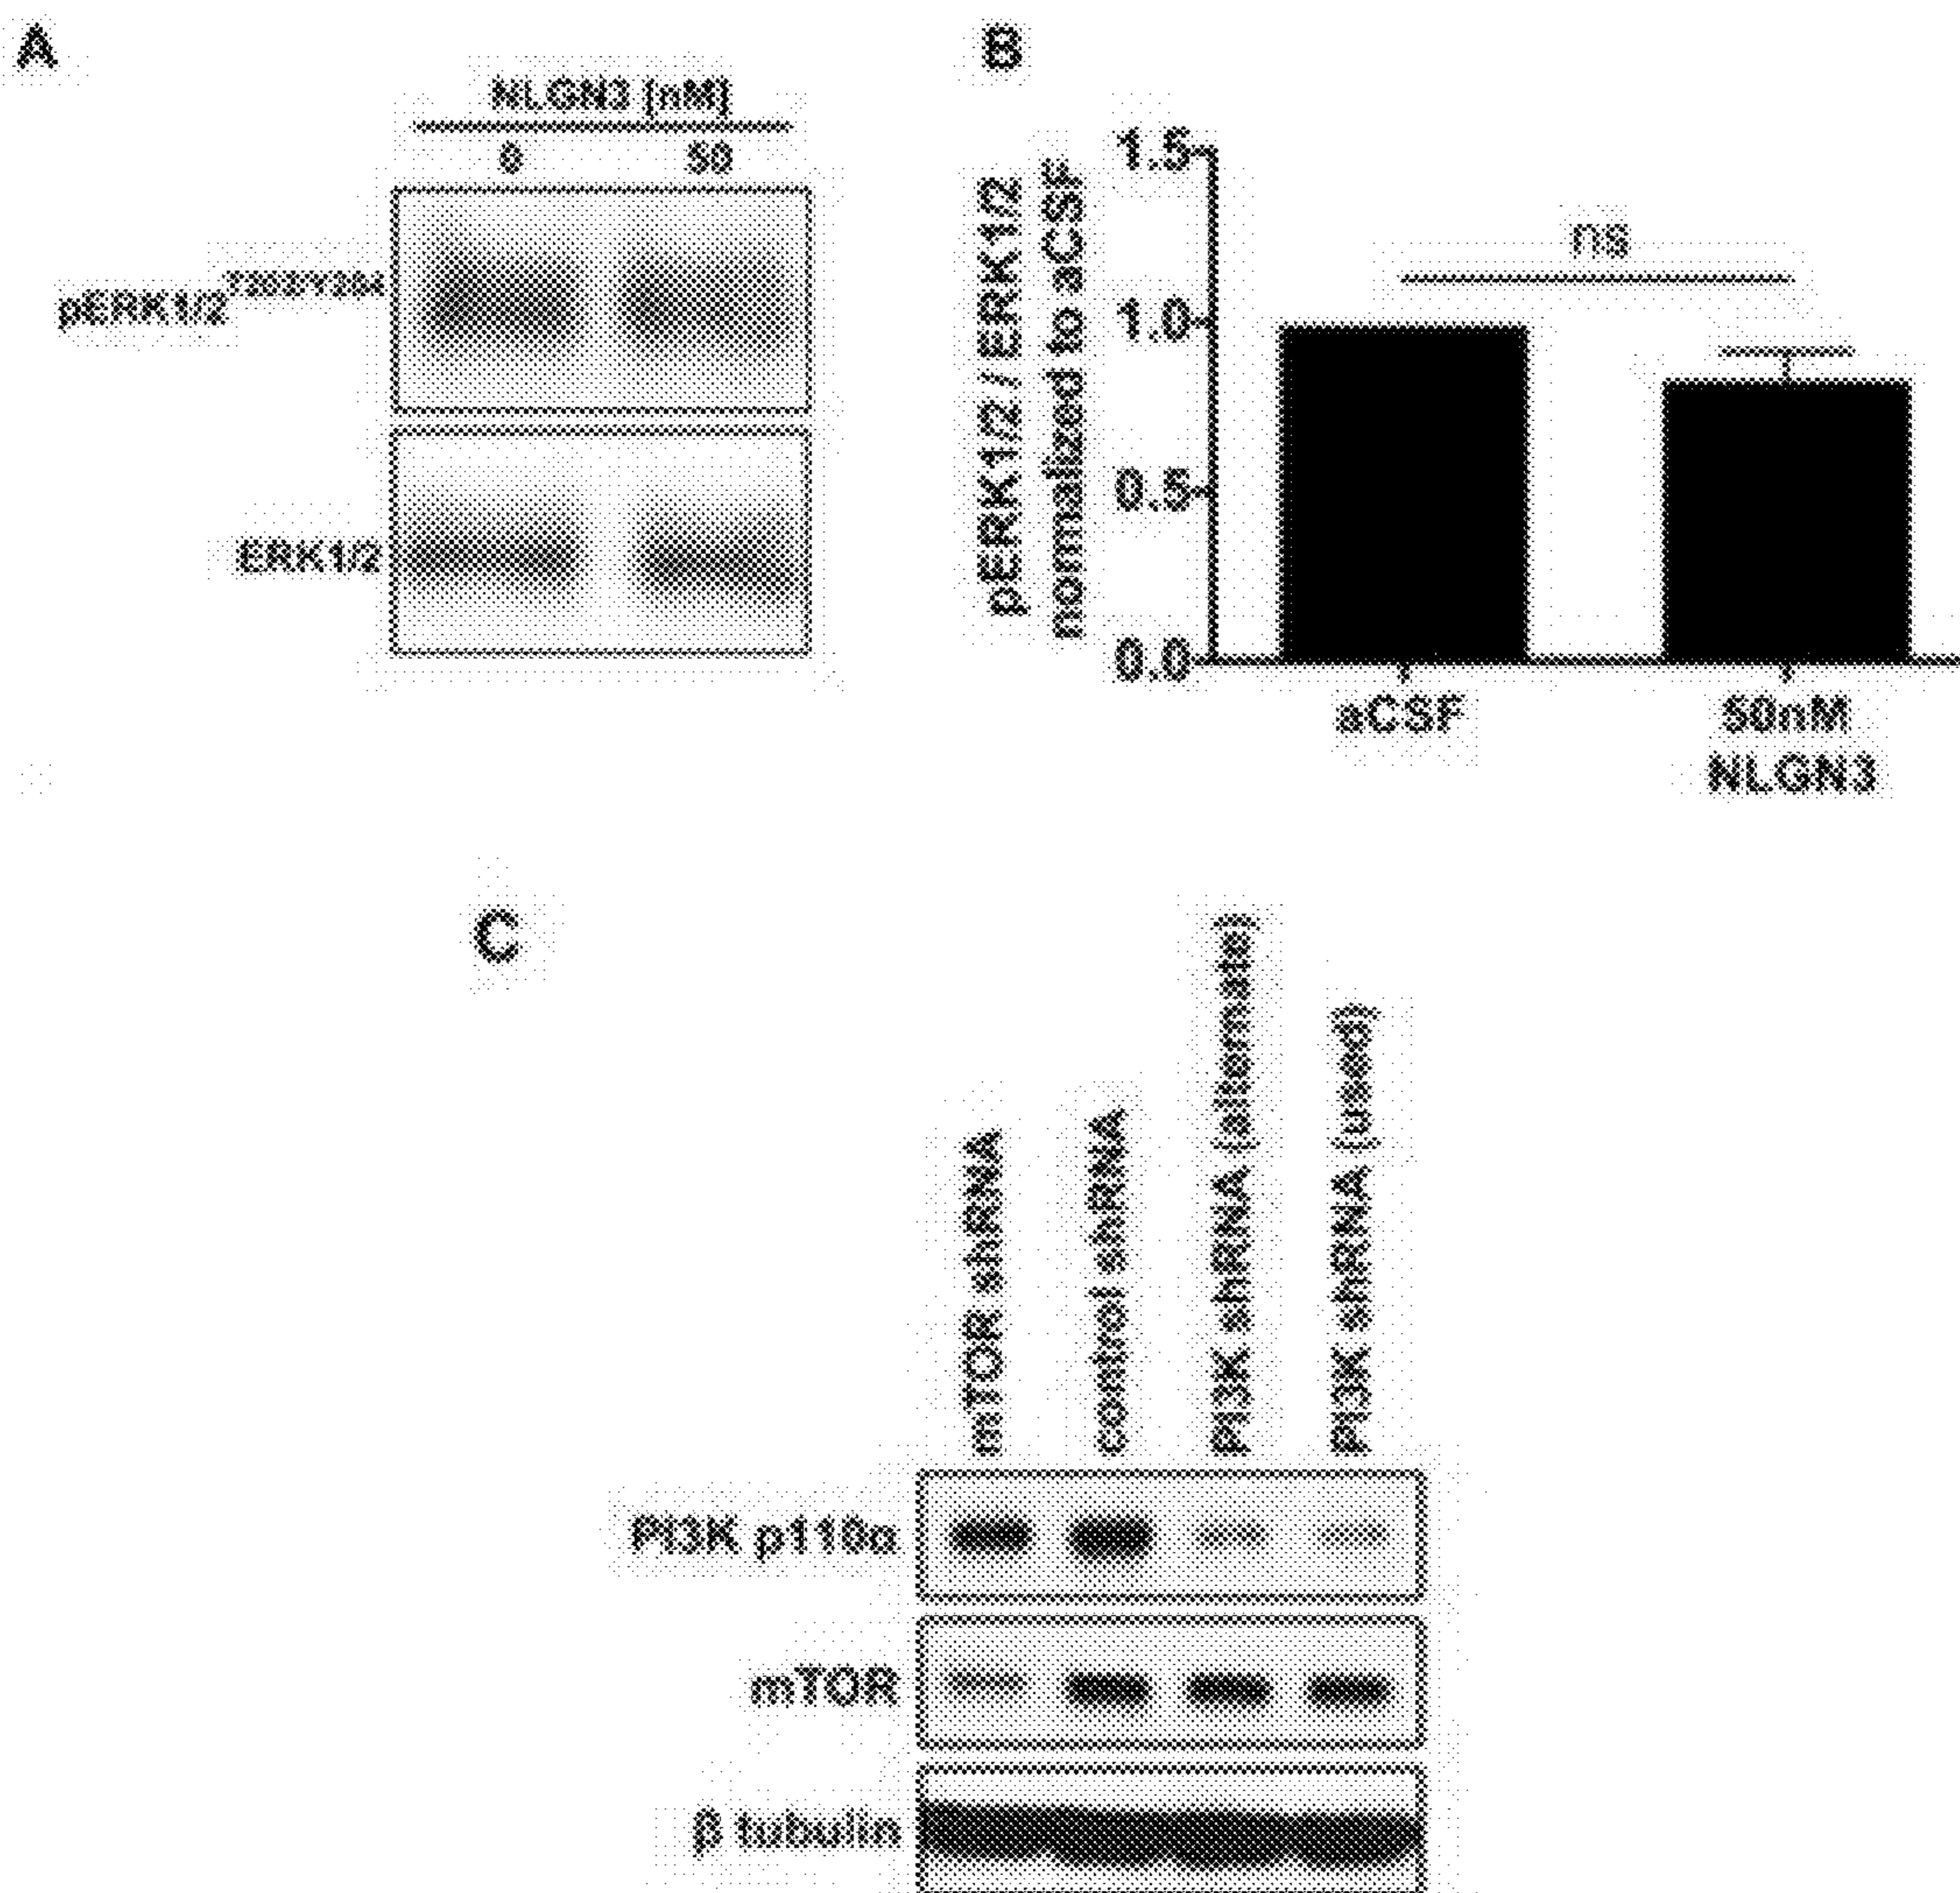 A
NLGN3 [nM]
0 50
pERK1/2 T202/Y204
ERK1/2
B
pERK1/2 / ERK1/2
normalized to aCSF
1.5
1.0
0.5
0.0
ns
aCSF
50nM
NLGN3
C
mTOR shRNA
control shRNA
PI3K shRNA (alternate)
PI3K shRNA (used)
PI3K p110α
mTOR
β tubulin